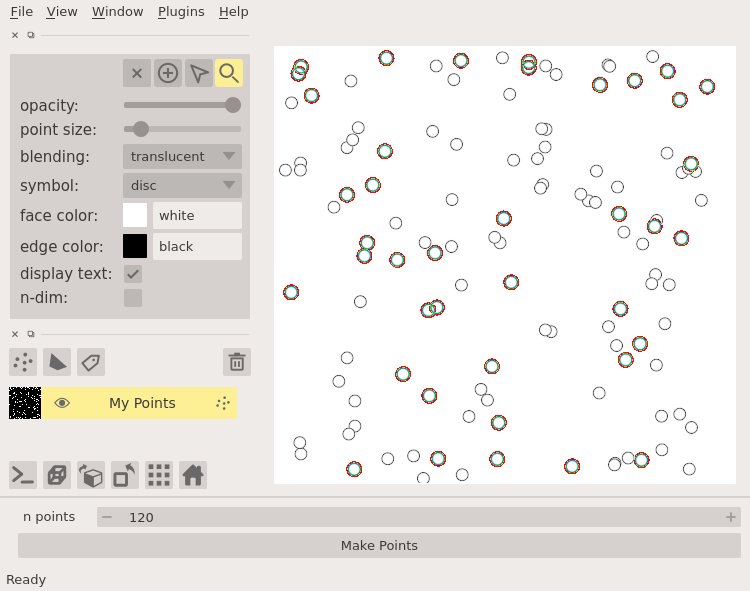 File View Window Plugins Help
opacity:
point size:
blending: translucent
symbol: disc
face color: white
edge color: black
display text:
n-dim:
My Points
n points 120
Make Points
Ready